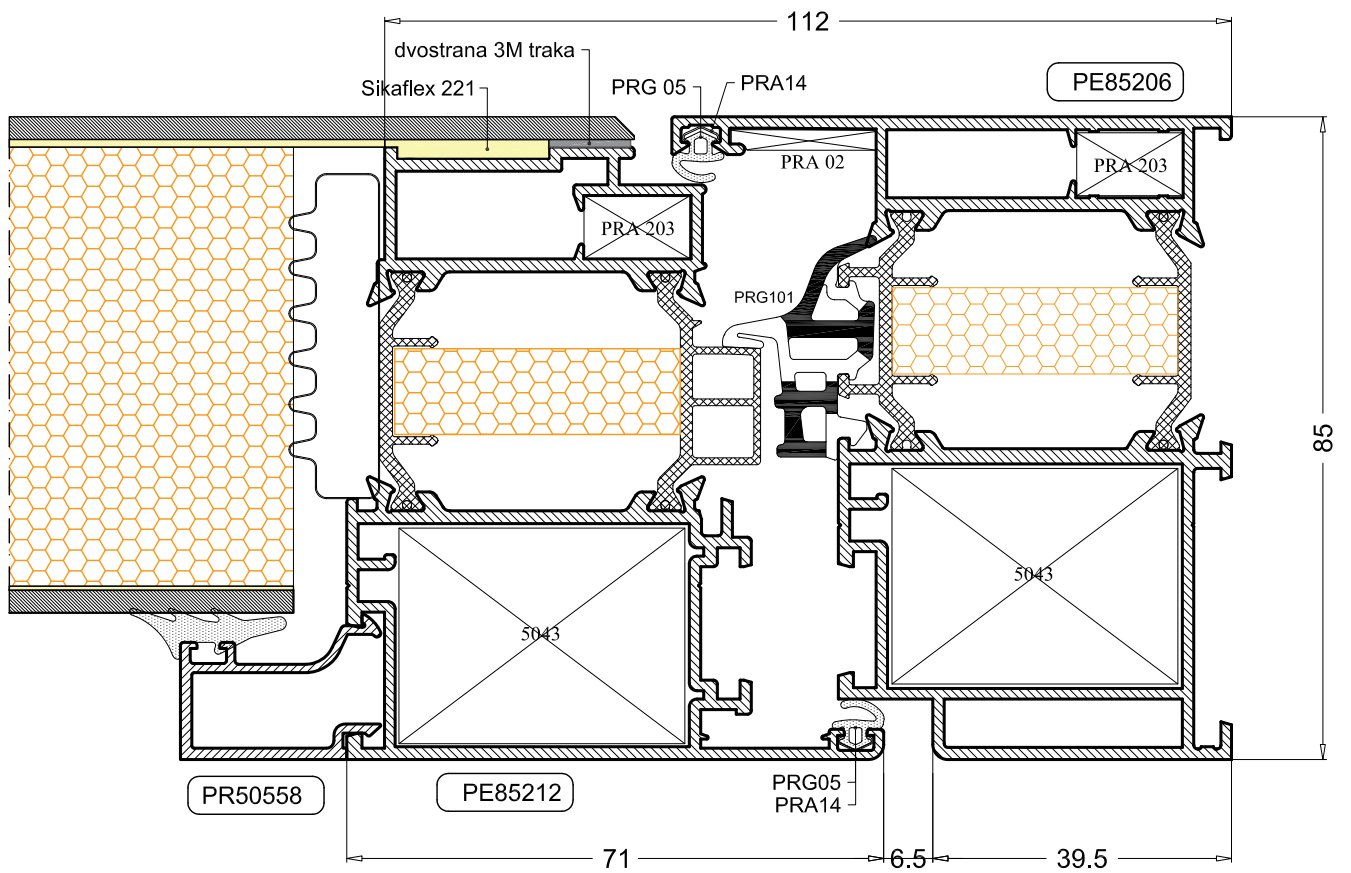 112
dvostrana 3M traka
Sikaflex 221
PRG 05
PRA14
PE85206
PRA 02
PRA 203
PRA 203
PRG101
85
5043
5043
PR50558
PE85212
PRG05
PRA14
71
6.5
39.5